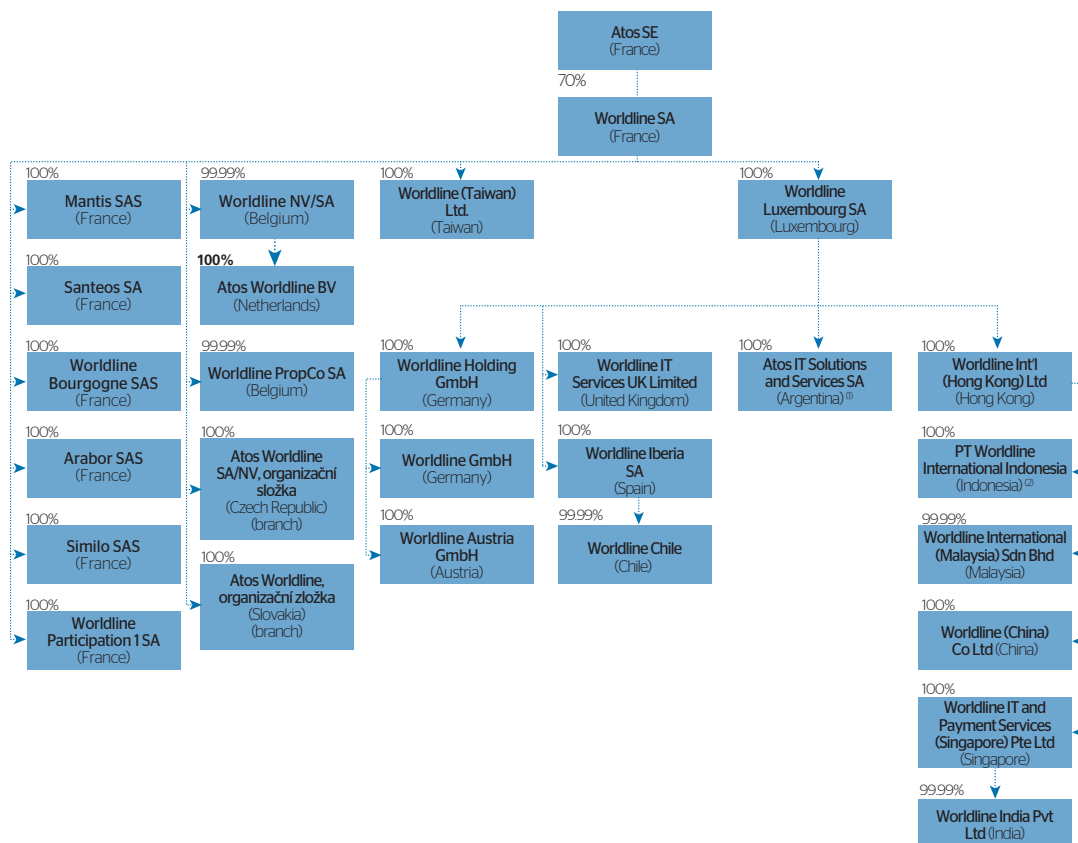 Atos SE
(France)
70%
Worldline SA
(France)
100%
Mantis SAS
(France)
100%
Santeos SA
(France)
100%
Worldline
Bourgogne SAS
(France)
100%
Arabor SAS
(France)
100%
Similo SAS
(France)
100%
Worldline
Participation 1 SA
(France)
99.99%
Worldline NV/SA
(Belgium)
100%
Atos Worldline BV
(Netherlands)
99.99%
Worldline PropCo SA
(Belgium)
100%
Atos Worldline
SA/NV, organizační
složka
(Czech Republic)
(branch)
100%
Atos Worldline,
organizační zložka
(Slovakia)
(branch)
100%
Worldline (Taiwan)
Ltd.
(Taiwan)
100%
Worldline
Luxembourg SA
(Luxembourg)
100%
Worldline Holding
GmbH
(Germany)
100%
Worldline GmbH
(Germany)
100%
Worldline Austria
GmbH
(Austria)
100%
Worldline IT
Services UK Limited
(United Kingdom)
100%
Worldline Iberia
SA
(Spain)
99.99%
Worldline Chile
(Chile)
100%
Atos IT Solutions
and Services SA
(Argentina) (1)
100%
Worldline Int'l
(Hong Kong) Ltd
(Hong Kong)
100%
PT Worldline
International Indonesia
(Indonesia) (2)
99.99%
Worldline International
(Malaysia) Sdn Bhd
(Malaysia)
100%
Worldline (China)
Co Ltd (China)
100%
Worldline IT and
Payment Services
(Singapore) Pte Ltd
(Singapore)
99.99%
Worldline India Pvt
Ltd (India)